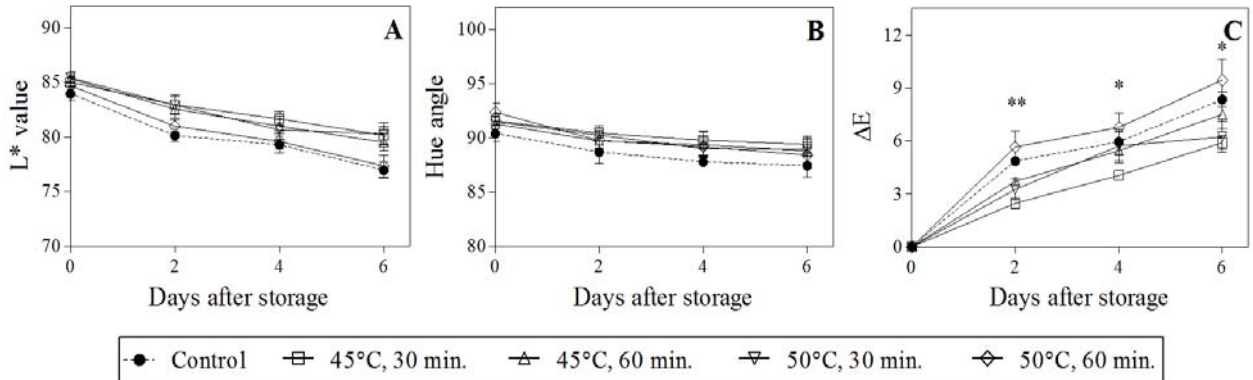 A
L* value
90
85
80
75
70
0 2 4 6
Days after storage
B
Hue angle
100
95
90
85
80
0 2 4 6
Days after storage
C
ΔE
12
9
6
3
0
** * *
0 2 4 6
Days after storage
Control 45°C, 30 min. 45°C, 60 min. 50°C, 30 min. 50°C, 60 min.